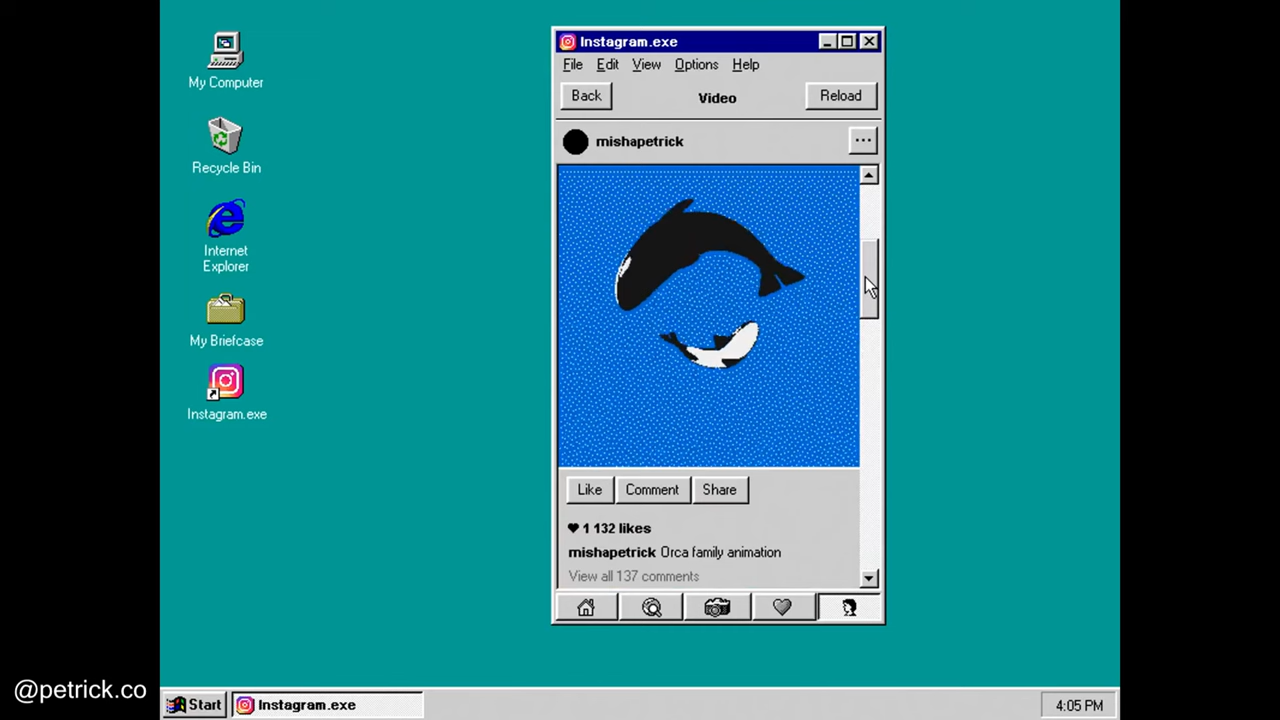 My Computer
Recycle Bin
Internet
Explorer
My Briefcase
Instagram.exe
Instagram.exe
File Edit View Options Help
Back Video Reload
mishapetrick ...
Like Comment Share
1 132 likes
mishapetrick Orca family animation
View all 137 comments
@petrick.co
Start Instagram.exe 4:05 PM